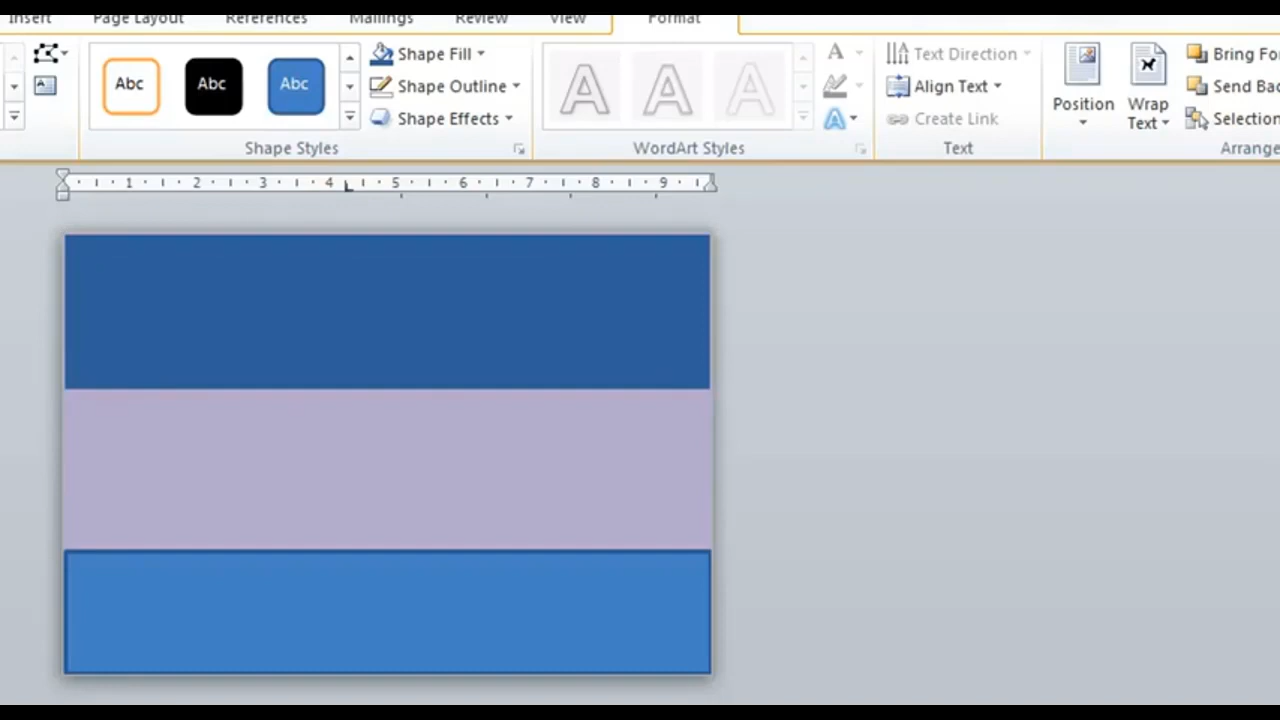 Insert Page Layout References Mailings Review View Format
Abc Abc Abc
Shape Fill
Shape Outline
Shape Effects
Shape Styles
A A A
A
A
WordArt Styles
Text Direction
Align Text
Create Link
Text
Position
Wrap
Text
Bring Fo
Send Bac
Selection
Arrange
1 2 3 4 5 6 7 8 9